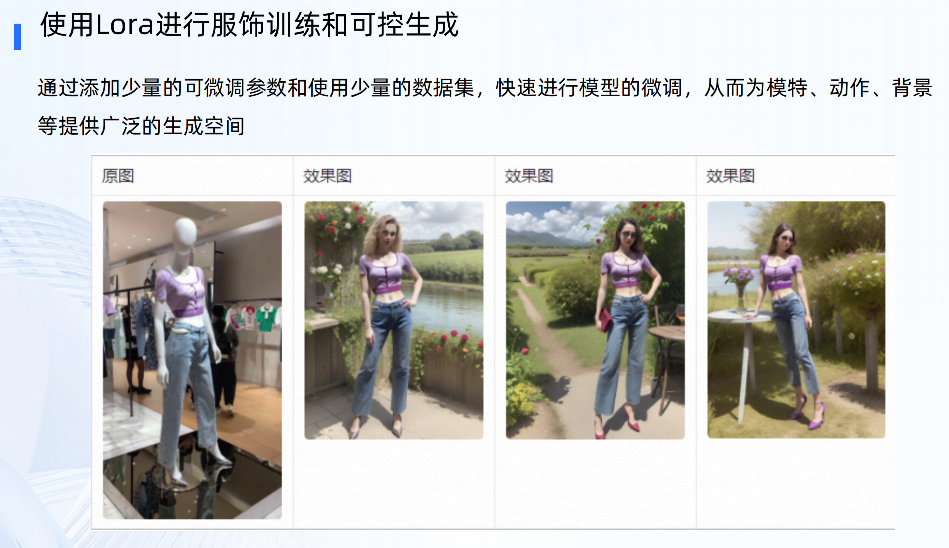 使用Lora进行服饰训练和可控生成
通过添加少量的可微调参数和使用少量的数据集，快速进行模型的微调，从而为模特、动作、背景
等提供广泛的生成空间
原图
效果图
效果图
效果图